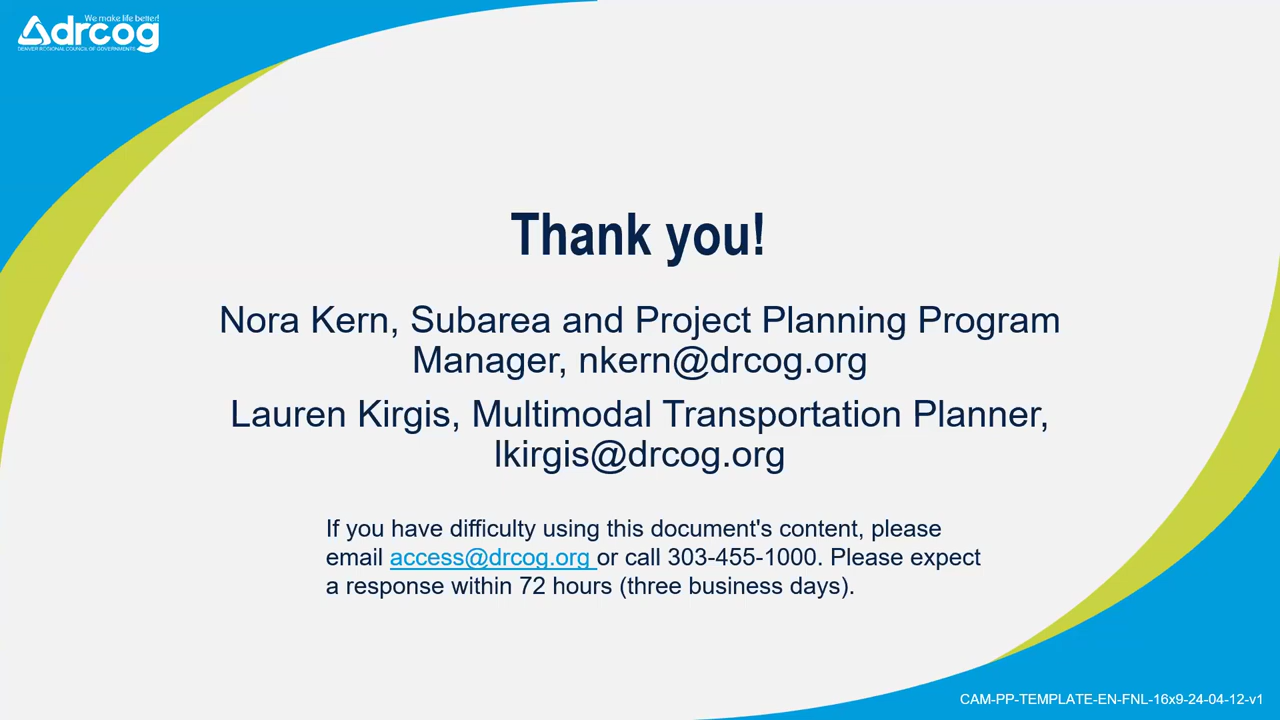 We make life better!
drcog
DENVER REGIONAL COUNCIL OF GOVERNMENTS
Thank you!
Nora Kern, Subarea and Project Planning Program
Manager, nkern@drcog.org
Lauren Kirgis, Multimodal Transportation Planner,
lkirgis@drcog.org
If you have difficulty using this document's content, please
email access@drcog.org or call 303-455-1000. Please expect
a response within 72 hours (three business days).
CAM-PP-TEMPLATE-EN-FNL-16x9-24-04-12-v1